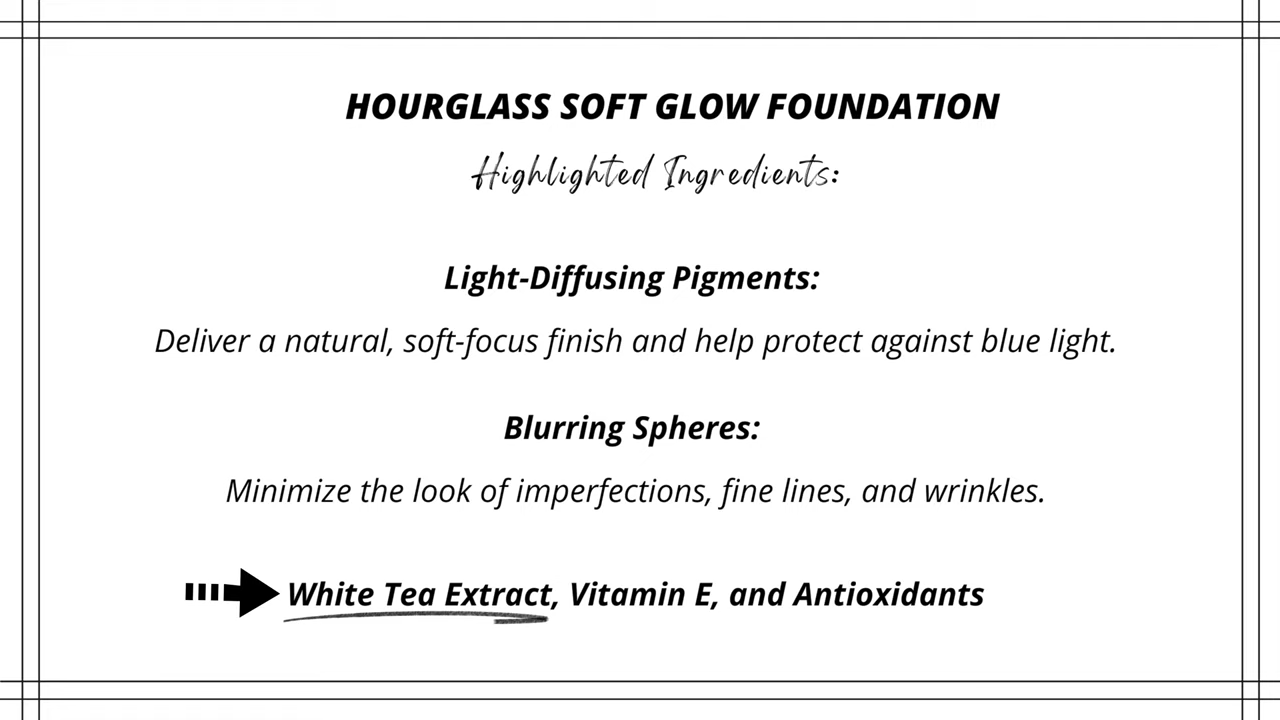 HOURGLASS SOFT GLOW FOUNDATION
Highlighted Ingredients:
Light-Diffusing Pigments:
Deliver a natural, soft-focus finish and help protect against blue light.
Blurring Spheres:
Minimize the look of imperfections, fine lines, and wrinkles.
White Tea Extract, Vitamin E, and Antioxidants